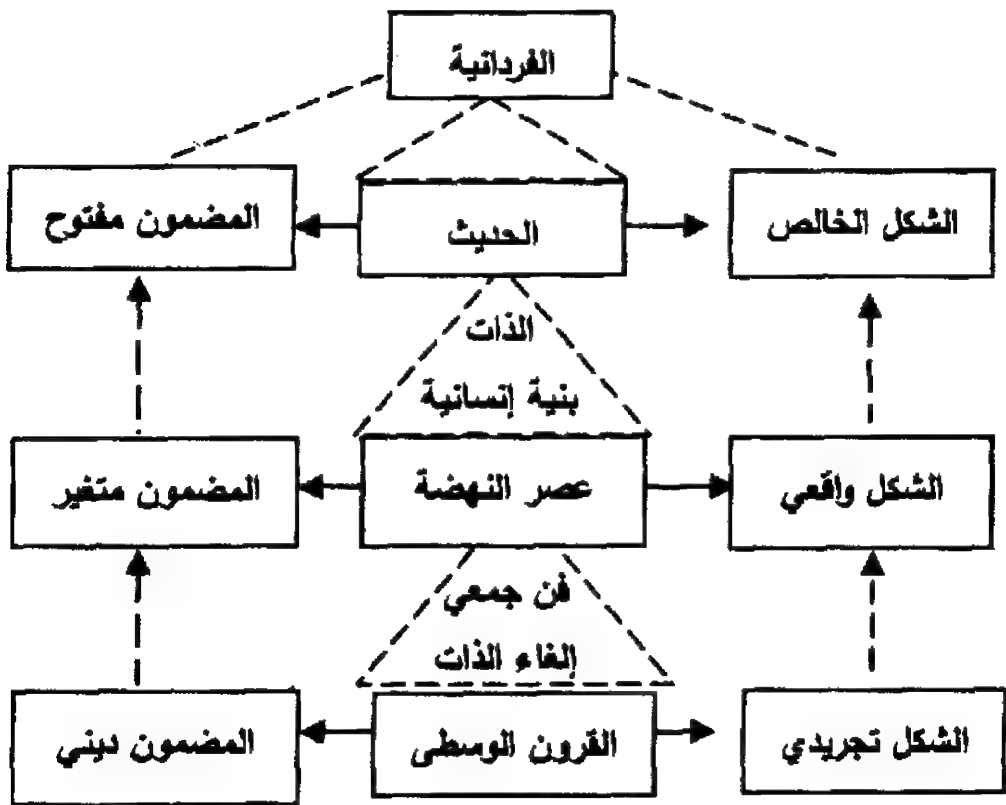 الفردانية
الشكل الخالص
الحديث
المضمون مفتوح
الذات
بنية إنسانية
الشكل واقعي
عصر النهضة
المضمون متغير
فن جمعي
إلغاء الذات
الشكل تجريدي
القرون الوسطى
المضمون ديني